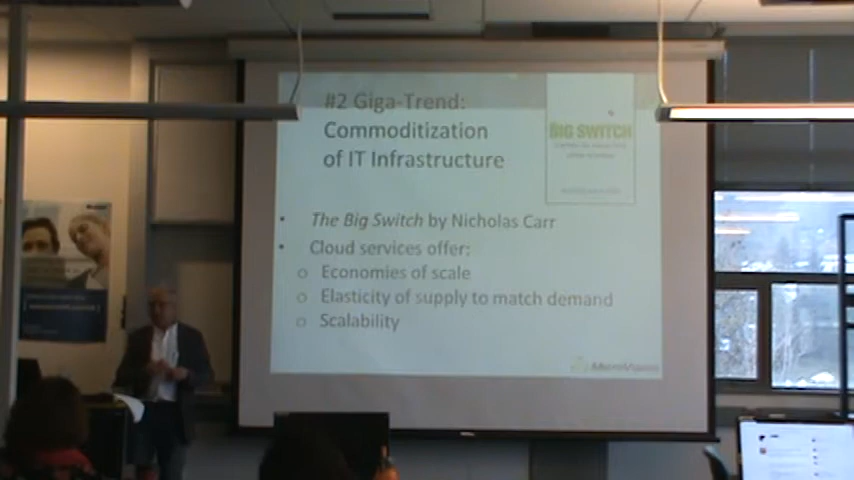 #2 Giga-Trend:
Commoditization
of IT Infrastructure
BIG SWITCH
• The Big Switch by Nicholas Carr
• Cloud services offer:
o Economies of scale
o Elasticity of supply to match demand
o Scalability